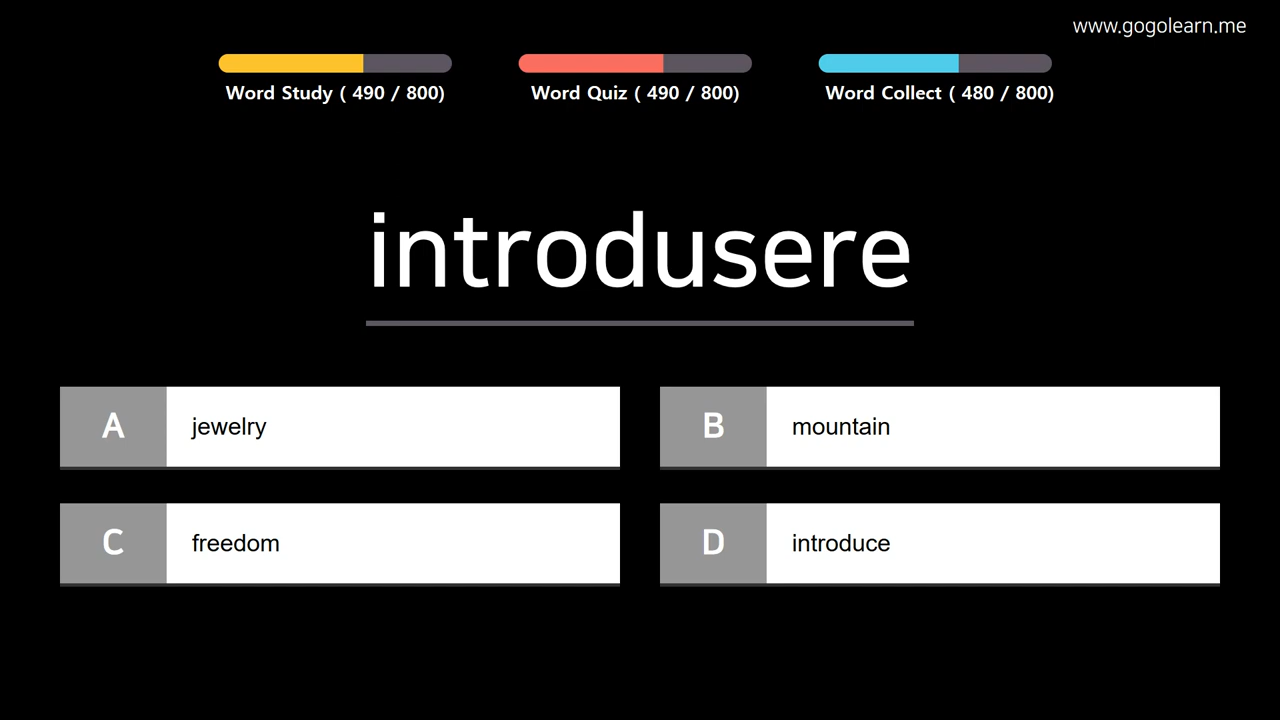 www.gogolearn.me
Word Study ( 490 / 800)
Word Quiz ( 490 / 800)
Word Collect ( 480 / 800)
introdusere
A jewelry
B mountain
C freedom
D introduce